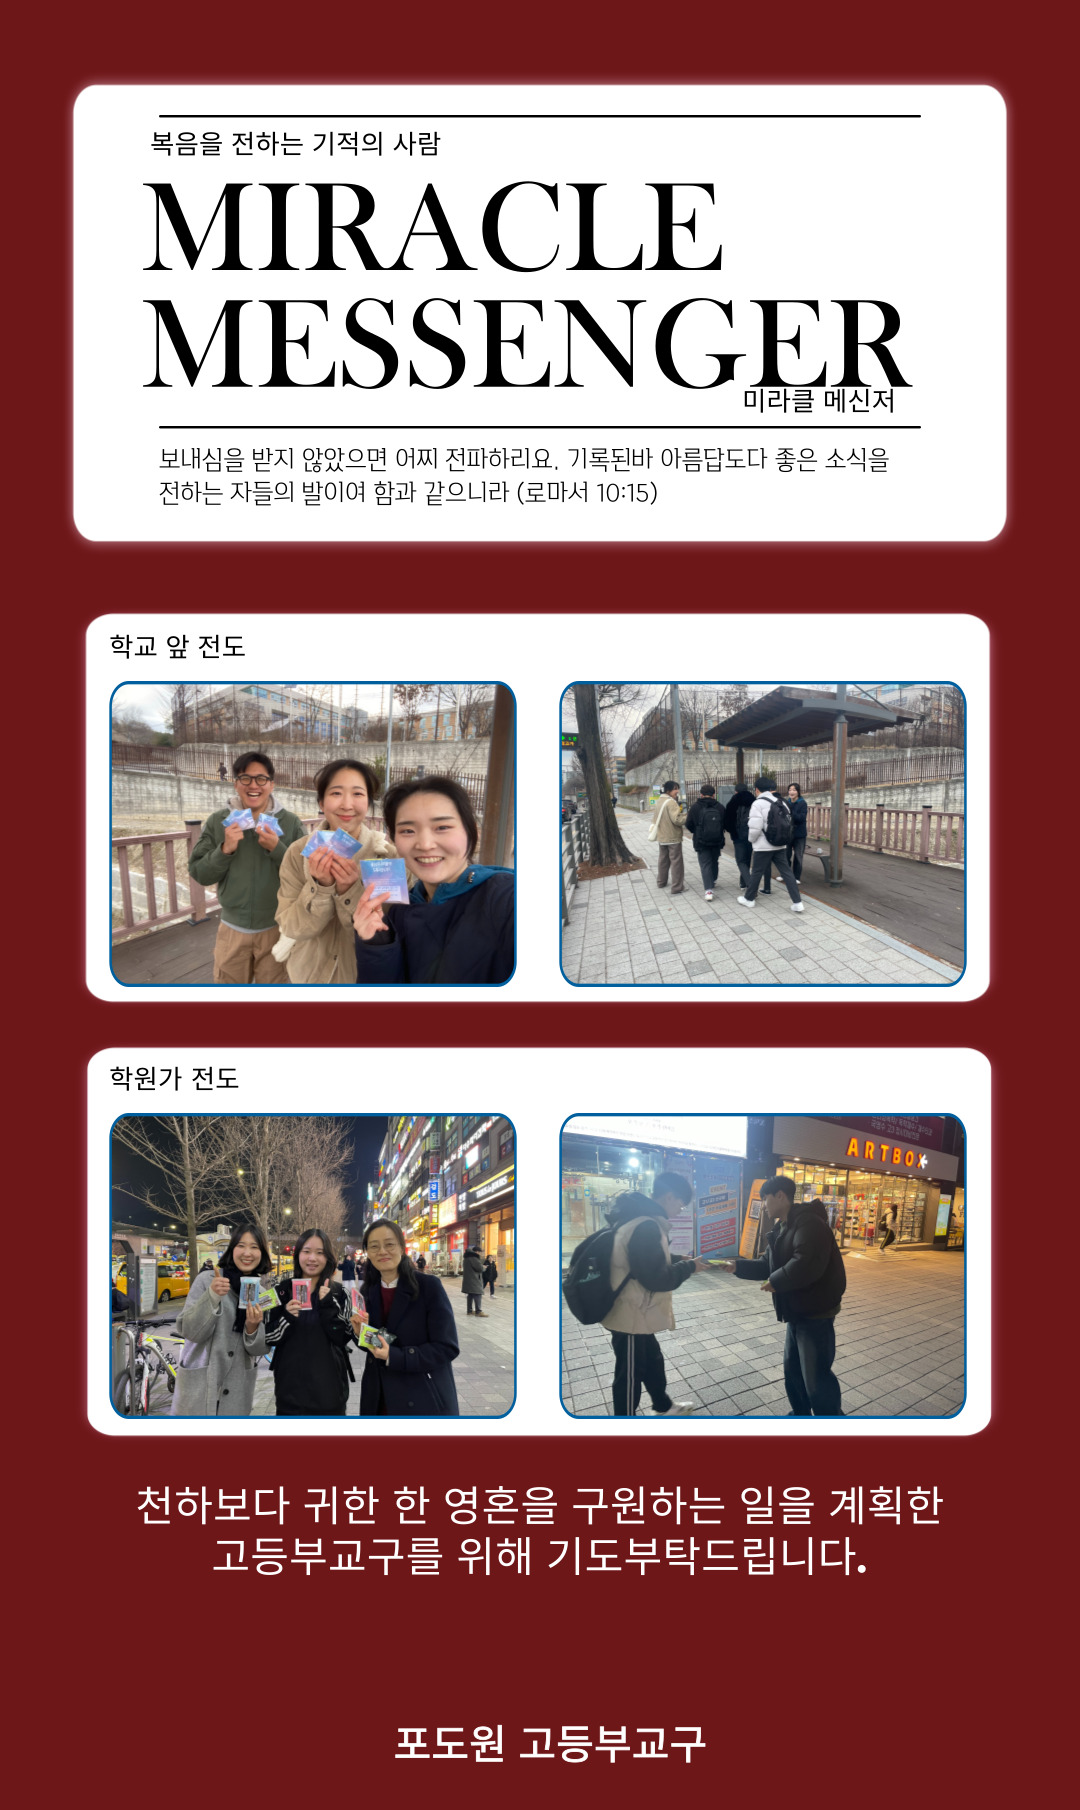 복음을 전하는 기적의 사람
MIRACLE
MESSENGER
미라클 메신저
보내심을 받지 않았으면 어찌 전파하리요. 기록된바 아름답도다 좋은 소식을
전하는 자들의 발이여 함과 같으니라 (로마서 10:15)
학교 앞 전도
학원가 전도
ARTBOX
천하보다 귀한 한 영혼을 구원하는 일을 계획한
고등부교구를 위해 기도부탁드립니다.
포도원 고등부교구